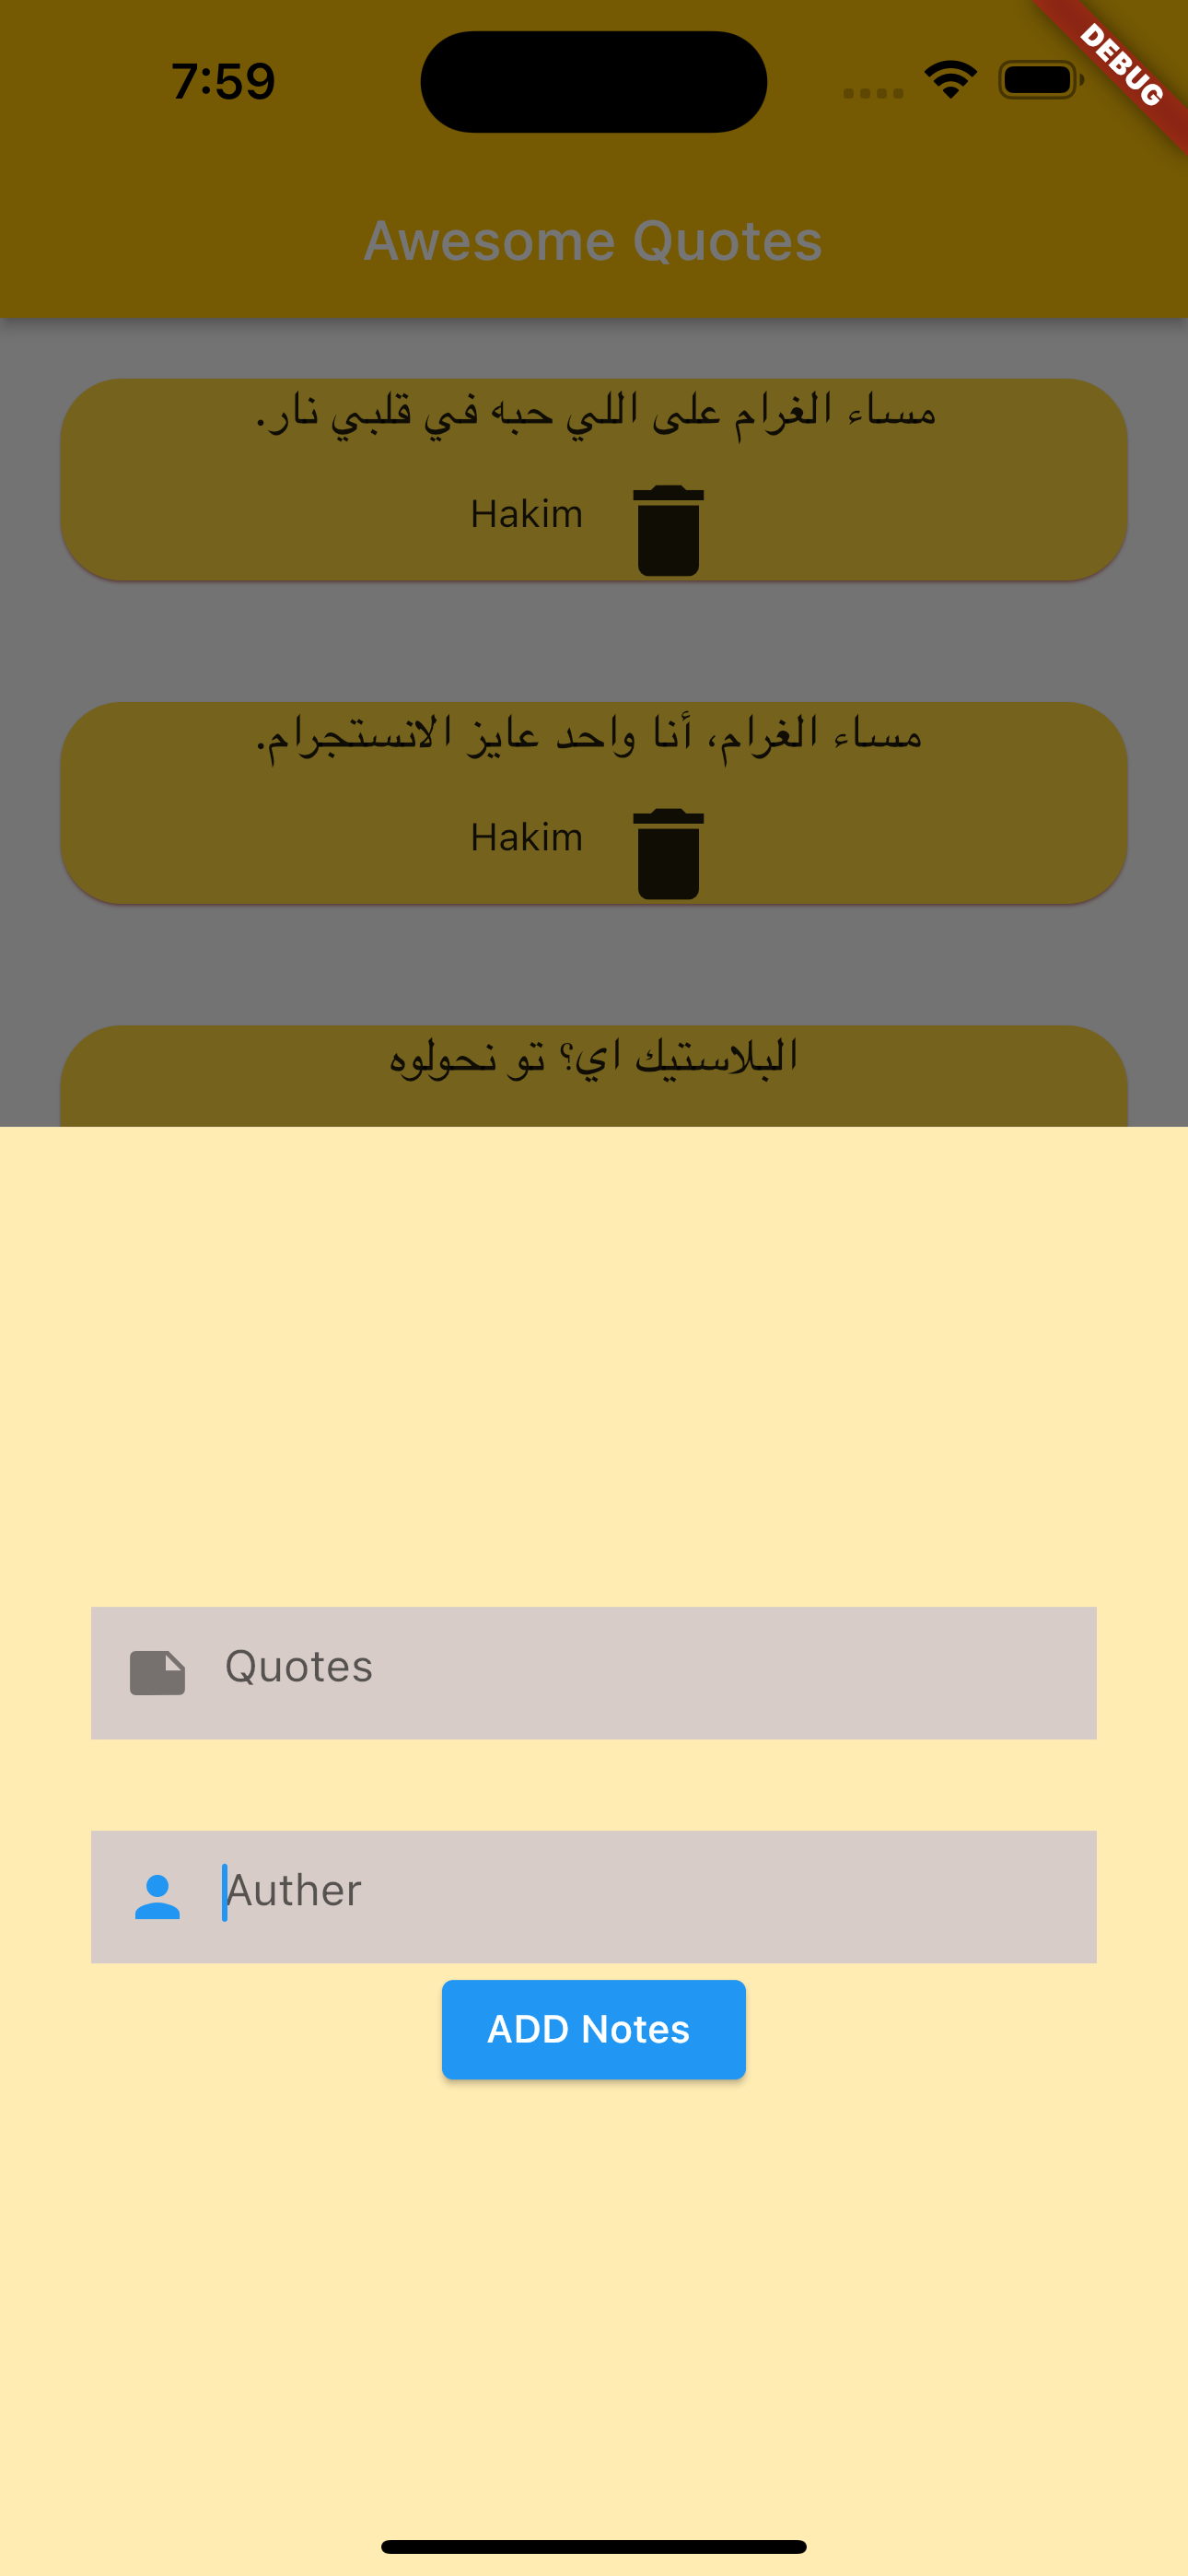 7:59
DEBUG
Awesome Quotes
مساء الغرام على اللي حبه في قلبي نار.
Hakim
مساء الغرام، أنا واحد عايز الانستجرام.
Hakim
البلاستيك اي؟ تو نحولوه
Quotes
Auther
ADD Notes